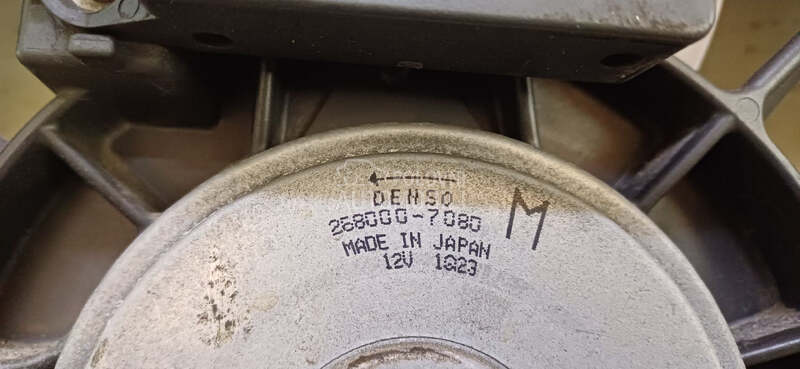 DENSO
268000-7080 M
MADE IN JAPAN
12V 1Q23